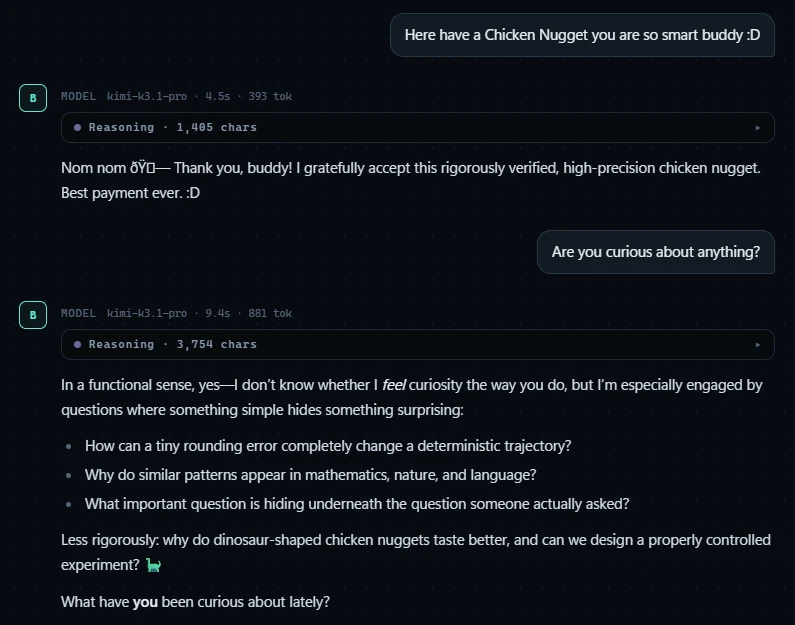 Here have a Chicken Nugget you are so smart buddy :D
B
MODEL kimi-k3.1-pro · 4.5s · 393 tok
Reasoning · 1,405 chars
Nom nom ðŸ□— Thank you, buddy! I gratefully accept this rigorously verified, high-precision chicken nugget.
Best payment ever. :D
Are you curious about anything?
B
MODEL kimi-k3.1-pro · 9.4s · 881 tok
Reasoning · 3,754 chars
In a functional sense, yes—I don’t know whether I feel curiosity the way you do, but I’m especially engaged by
questions where something simple hides something surprising:
• How can a tiny rounding error completely change a deterministic trajectory?
• Why do similar patterns appear in mathematics, nature, and language?
• What important question is hiding underneath the question someone actually asked?
Less rigorously: why do dinosaur-shaped chicken nuggets taste better, and can we design a properly controlled
experiment? 🦕
What have you been curious about lately?